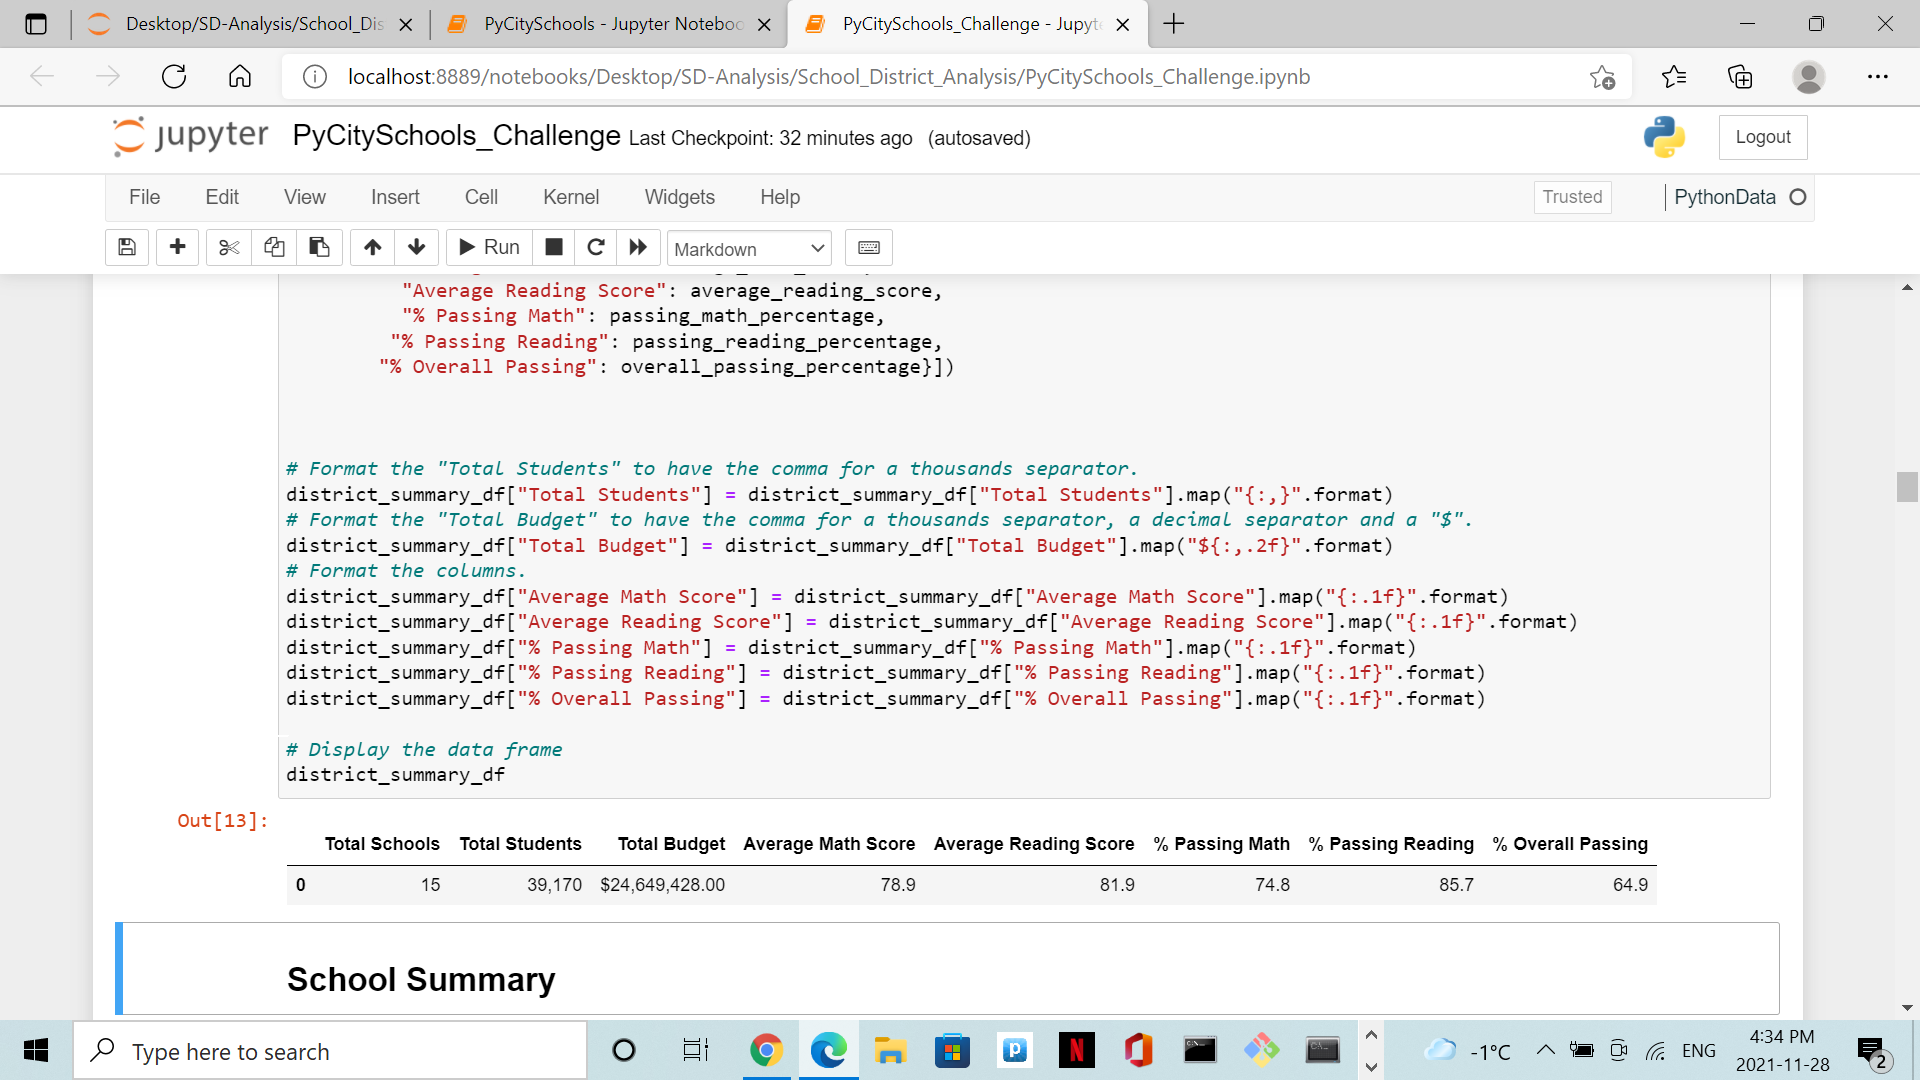 Desktop/SD-Analysis/School_Dis
PyCitySchools - Jupyter Noteboo
PyCitySchools_Challenge - Jupyt
localhost:8889/notebooks/Desktop/SD-Analysis/School_District_Analysis/PyCitySchools_Challenge.ipynb
jupyter PyCitySchools_Challenge Last Checkpoint: 32 minutes ago (autosaved) Logout
File Edit View Insert Cell Kernel Widgets Help Trusted PythonData
Run Markdown
"Average Reading Score": average_reading_score,
"% Passing Math": passing_math_percentage,
"% Passing Reading": passing_reading_percentage,
"% Overall Passing": overall_passing_percentage}])
# Format the "Total Students" to have the comma for a thousands separator.
district_summary_df["Total Students"] = district_summary_df["Total Students"].map("{:,}".format)
# Format the "Total Budget" to have the comma for a thousands separator, a decimal separator and a "$".
district_summary_df["Total Budget"] = district_summary_df["Total Budget"].map("${:,.2f}".format)
# Format the columns.
district_summary_df["Average Math Score"] = district_summary_df["Average Math Score"].map("{:.1f}".format)
district_summary_df["Average Reading Score"] = district_summary_df["Average Reading Score"].map("{:.1f}".format)
district_summary_df["% Passing Math"] = district_summary_df["% Passing Math"].map("{:.1f}".format)
district_summary_df["% Passing Reading"] = district_summary_df["% Passing Reading"].map("{:.1f}".format)
district_summary_df["% Overall Passing"] = district_summary_df["% Overall Passing"].map("{:.1f}".format)
# Display the data frame
district_summary_df
Out[13]:
Total Schools Total Students Total Budget Average Math Score Average Reading Score % Passing Math % Passing Reading % Overall Passing
0 15 39,170 $24,649,428.00 78.9 81.9 74.8 85.7 64.9
School Summary
Type here to search
-1°C
ENG
4:34 PM
2021-11-28
2